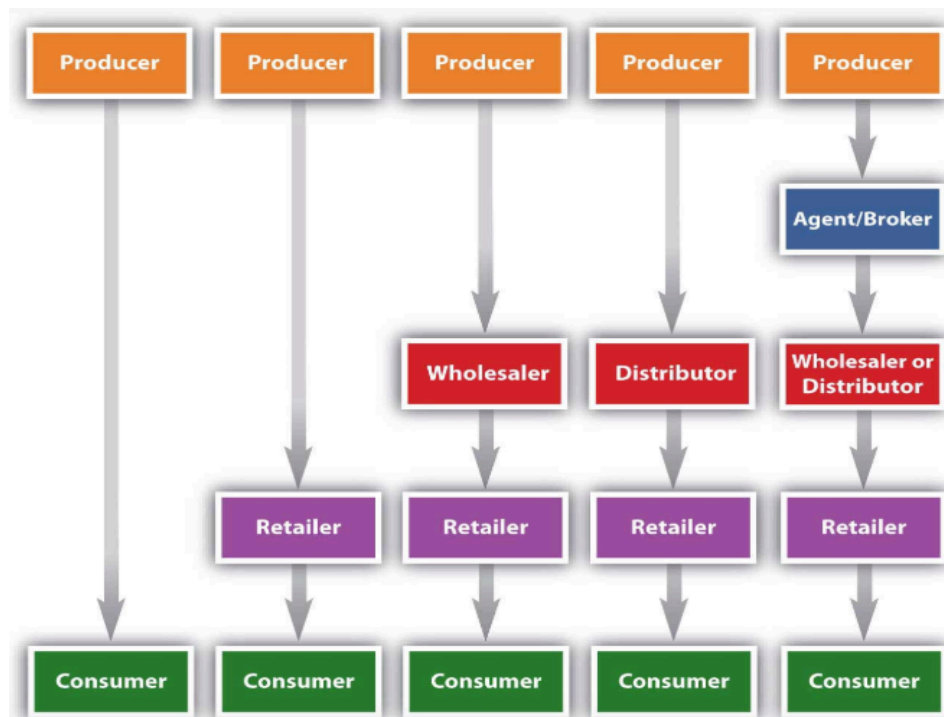 Producer
Producer
Producer
Producer
Producer
Agent/Broker
Wholesaler
Distributor
Wholesaler or
Distributor
Retailer
Retailer
Retailer
Retailer
Consumer
Consumer
Consumer
Consumer
Consumer